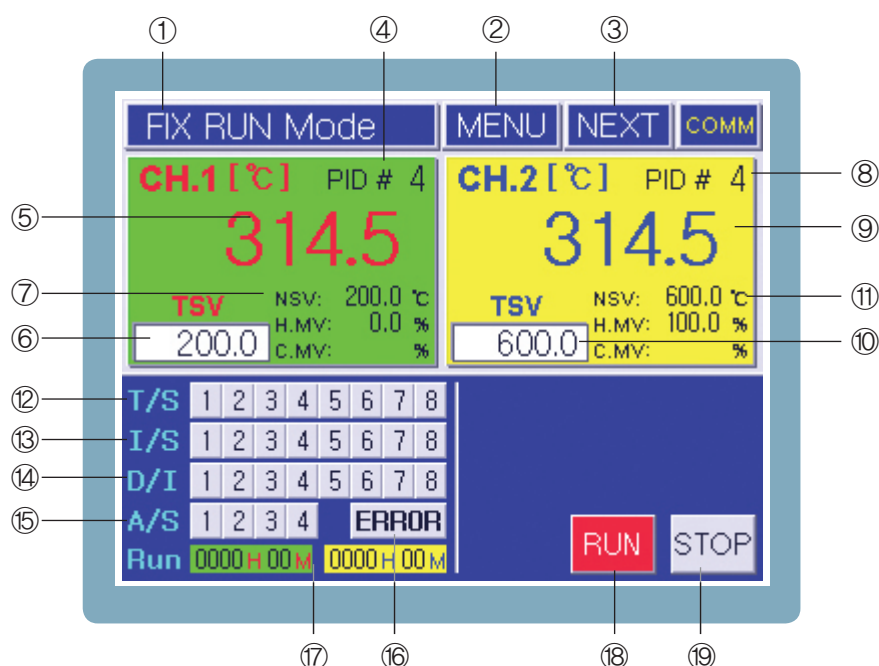 ① ④ ② ③
FIX RUN Mode MENU NEXT COMM
CH.1 [℃] PID # 4 CH.2 [℃] PID # 4 ⑧
⑤ 314.5 314.5 ⑨
⑦ NSV: 200.0 ℃ NSV: 600.0 ℃ ⑪
TSV H.MV: 0.0 % TSV H.MV: 100.0 %
⑥ 200.0 C.MV: % 600.0 C.MV: % ⑩
⑫ T/S 1 2 3 4 5 6 7 8
⑬ I/S 1 2 3 4 5 6 7 8
⑭ D/I 1 2 3 4 5 6 7 8
⑮ A/S 1 2 3 4 ERROR
RUN STOP
Run 0000 H 00 M 0000 H 00 M
⑰ ⑯ ⑱ ⑲